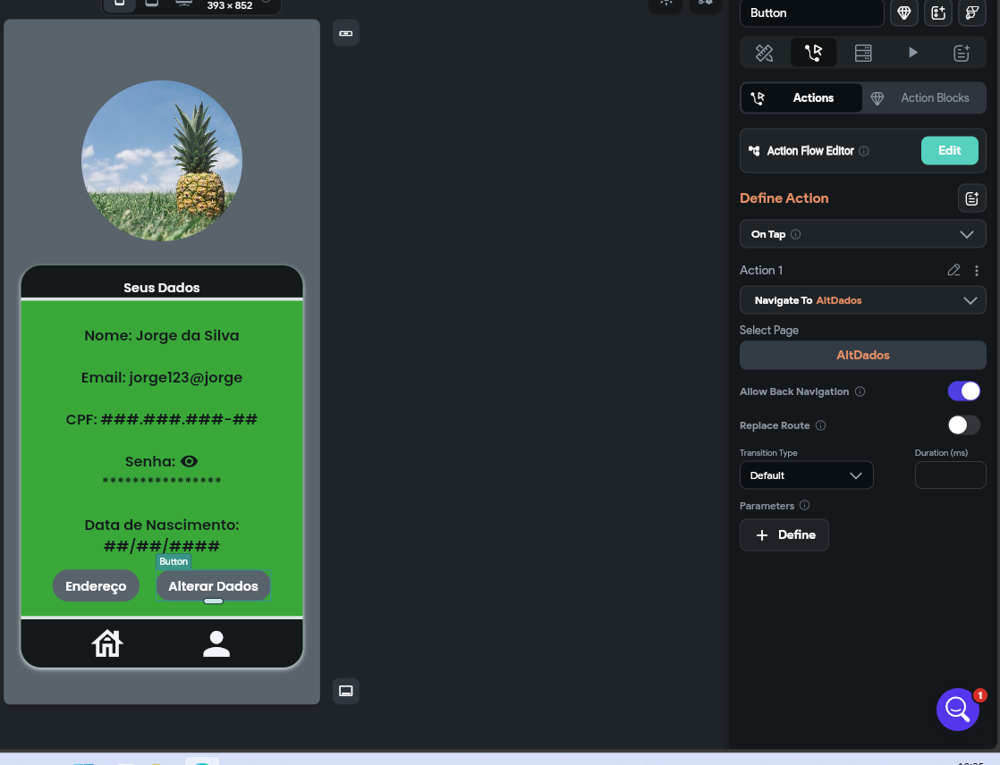 393 × 852
Button
Actions
Action Blocks
Action Flow Editor
Edit
Define Action
On Tap
Action 1
Navigate To AltDados
Select Page
AltDados
Allow Back Navigation
Replace Route
Transition Type
Duration (ms)
Default
Parameters
+ Define
1
Seus Dados
Nome: Jorge da Silva
Email: jorge123@jorge
CPF: ###.###.###-##
Senha:
****************
Data de Nascimento:
##/##/####
Button
Endereço
Alterar Dados